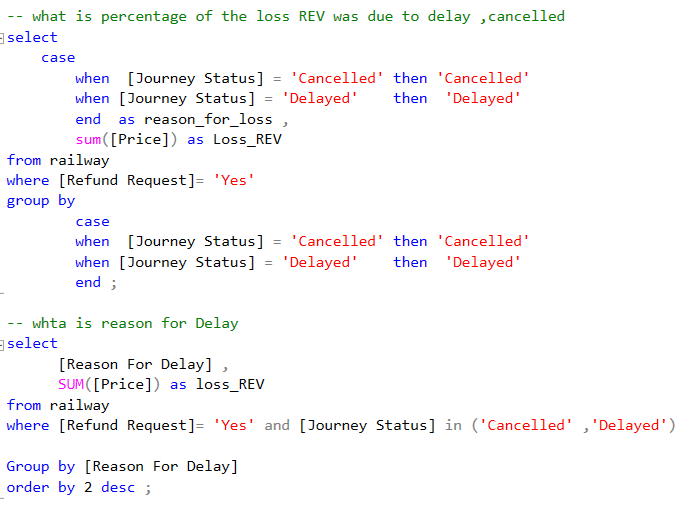 -- what is percentage of the loss REV was due to delay ,cancelled
select
case
when [Journey Status] = 'Cancelled' then 'Cancelled'
when [Journey Status] = 'Delayed' then 'Delayed'
end as reason_for_loss ,
sum([Price]) as Loss_REV
from railway
where [Refund Request]= 'Yes'
group by
case
when [Journey Status] = 'Cancelled' then 'Cancelled'
when [Journey Status] = 'Delayed' then 'Delayed'
end ;
-- whta is reason for Delay
select
[Reason For Delay] ,
SUM([Price]) as loss_REV
from railway
where [Refund Request]= 'Yes' and [Journey Status] in ('Cancelled' ,'Delayed')
Group by [Reason For Delay]
order by 2 desc ;